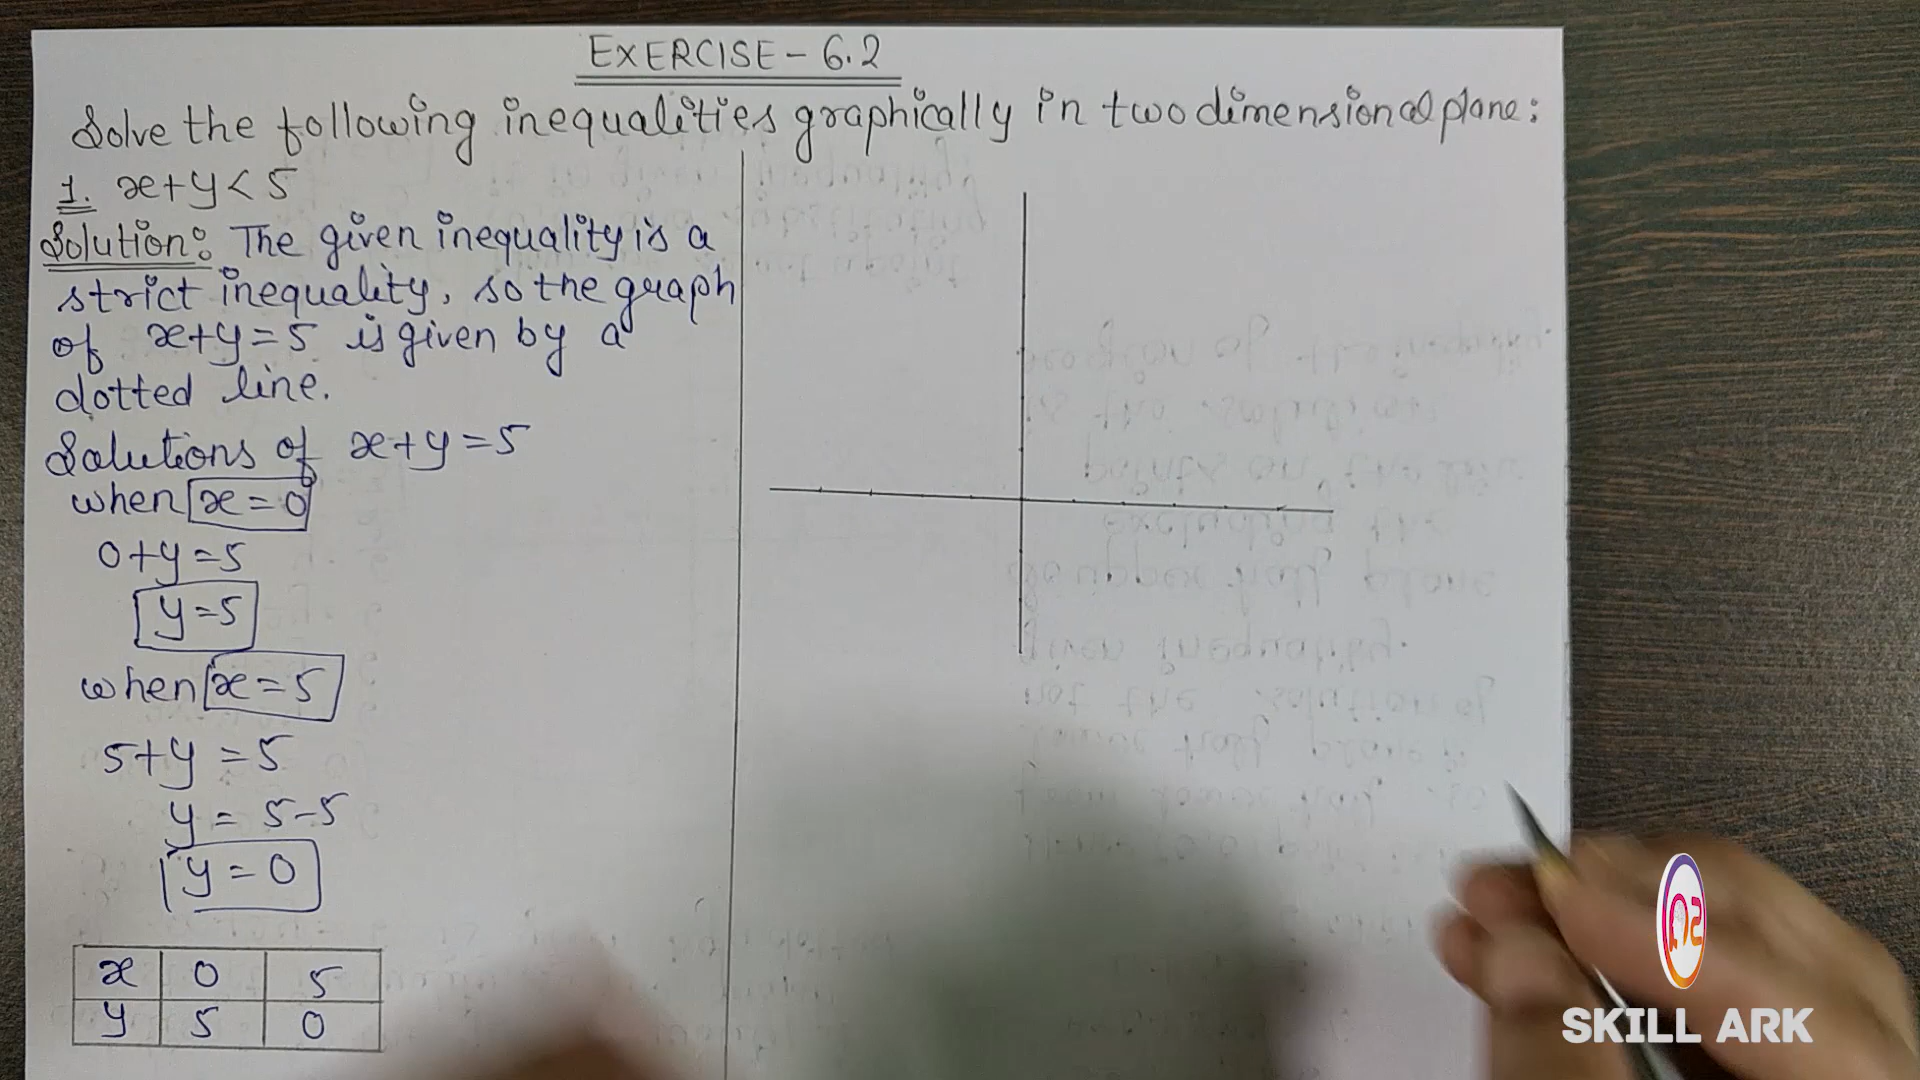 EXERCISE - 6.2
Solve the following inequalities graphically in two dimensional plane:
1. x+y<5
Solution: The given inequality is a
strict inequality, so the graph
of x+y=5 is given by a
dotted line.
Solutions of x+y=5
when x=0
0+y=5
y=5
when x=5
5+y=5
y=5-5
y=0
x 0 5
y 5 0
SKILL ARK